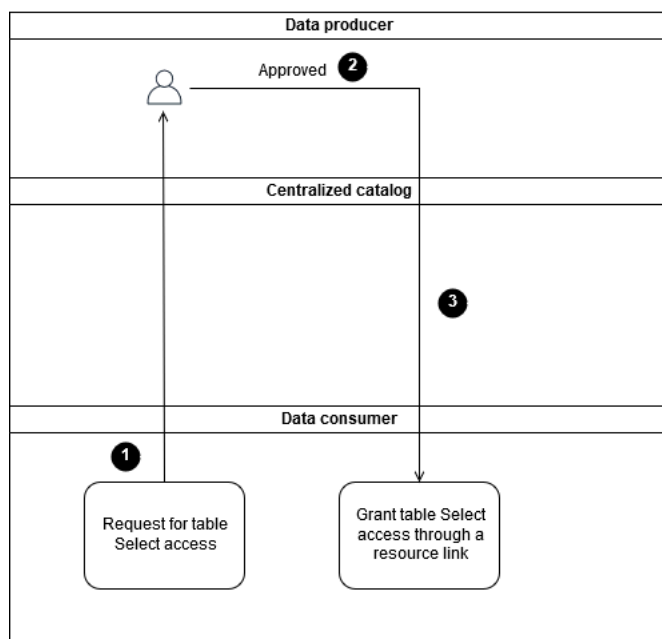 Data producer
Approved 2
Centralized catalog
3
Data consumer
1
Request for table
Select access
Grant table Select
access through a
resource link